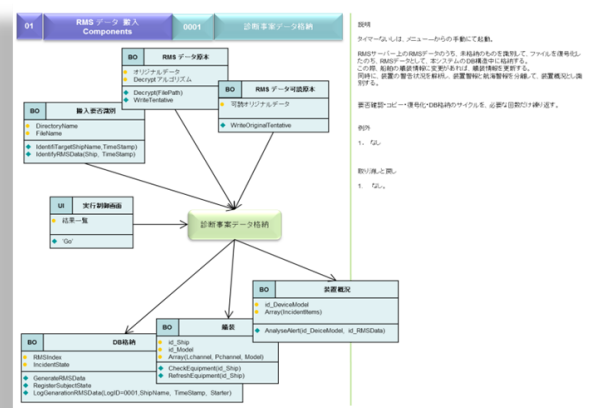 01
RMS データ 搬入
Components
0001
診断事案データ格納
BO
RMS データ原本
オリジナルデータ
Decrypt アルゴリズム
Decrypt(FilePath)
WriteTentative
BO
RMS データ可読原本
可読オリジナルデータ
WriteOriginalTentative
BO
搬入要否識別
DirectoryName
FileName
IdentifiTargetShipName,TimeStamp)
IdentifyRMSData(Ship, TimeStamp)
UI
実行制御画面
結果一覧
'Go'
診断事案データ格納
BO
装置概況
id_DeviceModel
Array(IncidentItems)
AnalyseAlert(id_DeiceModel, id_RMSData)
BO
艤装
id_Ship
id_Model
Array(Lchannel, Pchannel, Model)
CheckEquipment(id_Ship)
RefreshEquipment(id_Ship)
BO
DB格納
RMSIndex
IncidentState
GenerateRMSData
RegisterSubjectState
LogGenarationRMSData(LogID=0001,ShipName, TimeStamp, Starter)
説明
タイマーないしは、メニューからの手動にて起動。
RMSサーバー上のRMSデータのうち、未格納のものを識別して、ファイルを復号化し
たのち、RMSデータとして、本システムのDB構造中に格納する。
この際、船舶の艤装情報に変更があれば、艤装情報を更新する。
同時に、装置の警告状況を解析し、装置警報と航海警報を分離して、装置概況とし識
別する。
要否確認・コピー・復号化・DB格納のサイクルを、必要な回数だけ繰り返す。
例外
1. なし
取り消しと戻し
1. なし。